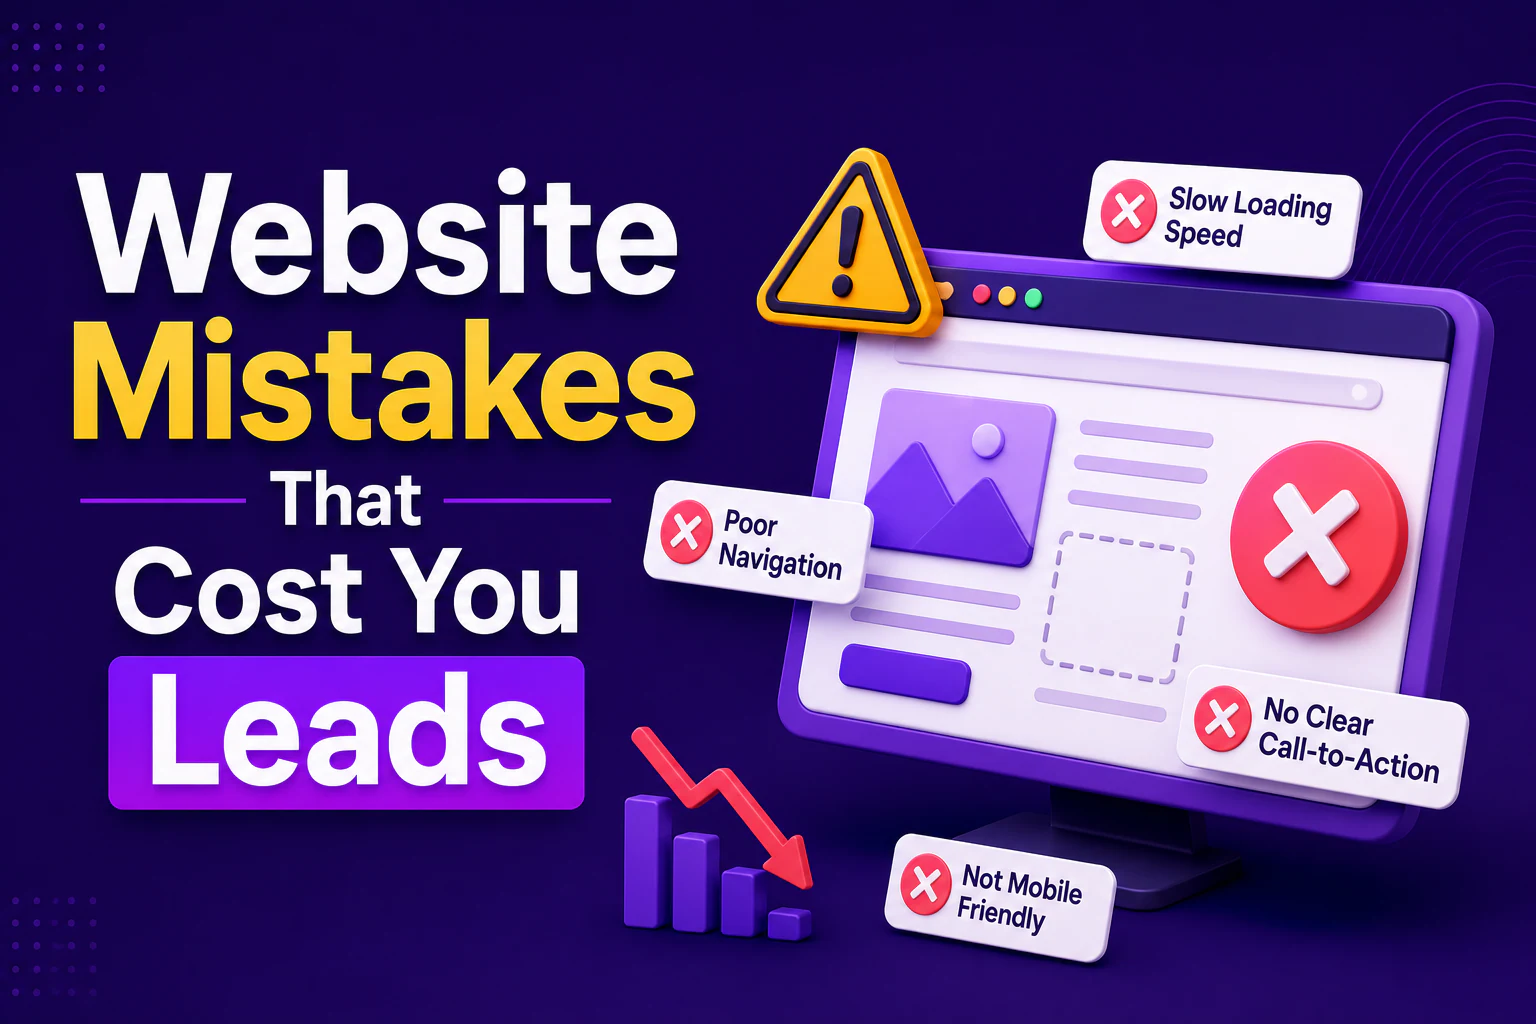 Website
Mistakes
That
Cost You
Leads
Slow Loading
Speed
Poor
Navigation
No Clear
Call-to-Action
Not Mobile
Friendly